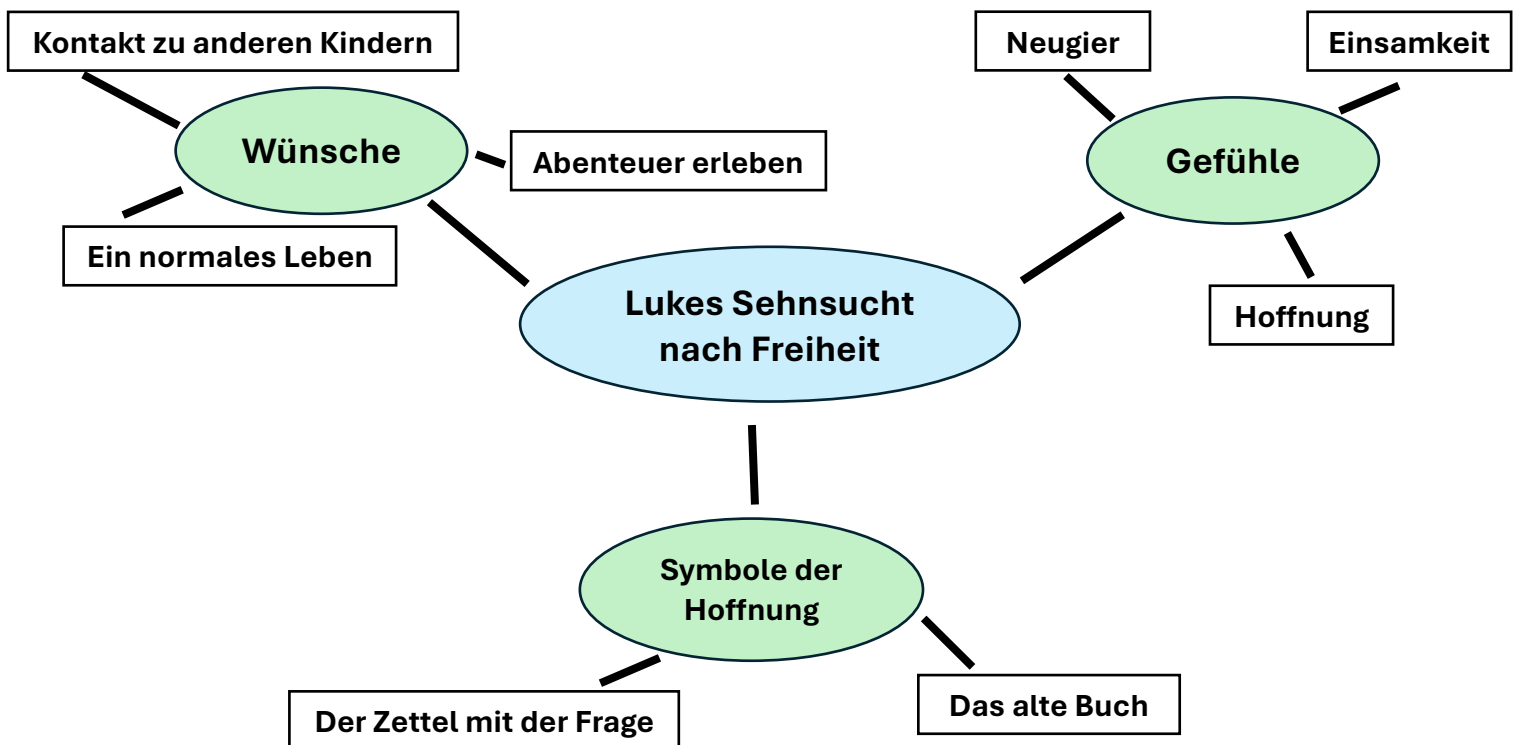 Kontakt zu anderen Kindern
Neugier
Einsamkeit
Wünsche
Abenteuer erleben
Gefühle
Ein normales Leben
Lukes Sehnsucht
nach Freiheit
Hoffnung
Symbole der
Hoffnung
Der Zettel mit der Frage
Das alte Buch